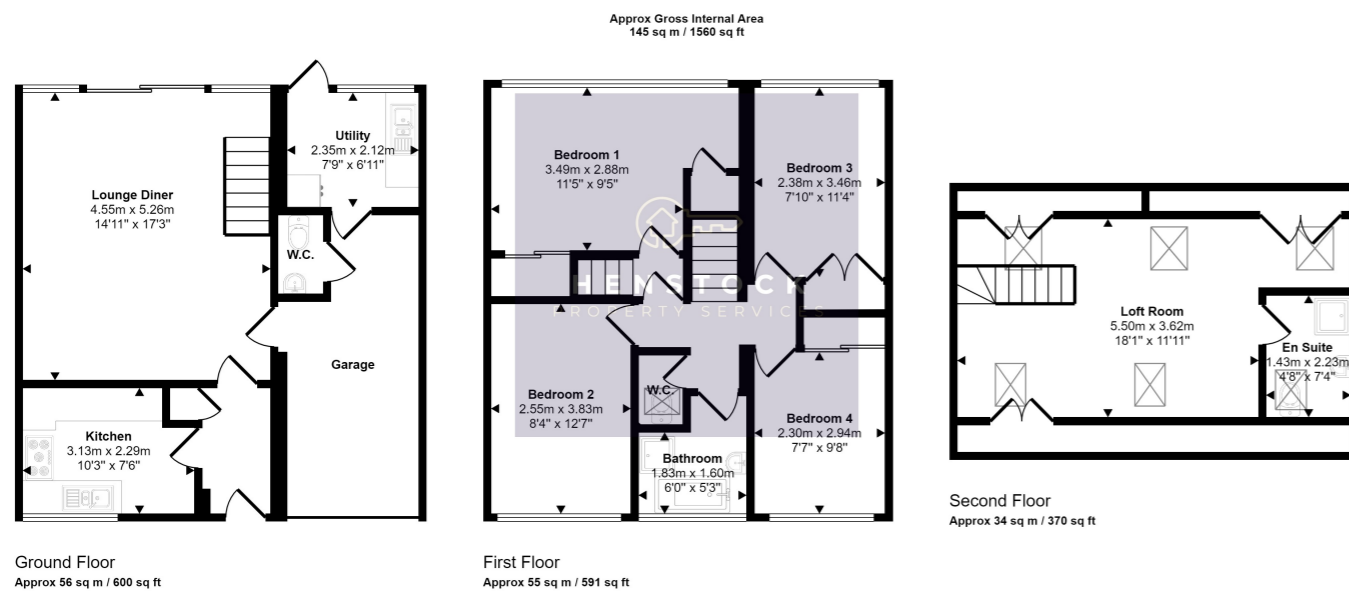 Approx Gross Internal Area
145 sq m / 1560 sq ft
Utility
2.35m x 2.12m
7'9" x 6'11"
Lounge Diner
4.55m x 5.26m
14'11" x 17'3"
W.C.
Garage
Kitchen
3.13m x 2.29m
10'3" x 7'6"
Ground Floor
Approx 56 sq m / 600 sq ft
Bedroom 1
3.49m x 2.88m
11'5" x 9'5"
Bedroom 3
2.38m x 3.46m
7'10" x 11'4"
HENSTOCK
PROPERTY SERVICES
Bedroom 2
2.55m x 3.83m
8'4" x 12'7"
W.C.
Bedroom 4
2.30m x 2.94m
7'7" x 9'8"
Bathroom
1.83m x 1.60m
6'0" x 5'3"
First Floor
Approx 55 sq m / 591 sq ft
Loft Room
5.50m x 3.62m
18'1" x 11'11"
En Suite
1.43m x 2.23m
4'8" x 7'4"
Second Floor
Approx 34 sq m / 370 sq ft